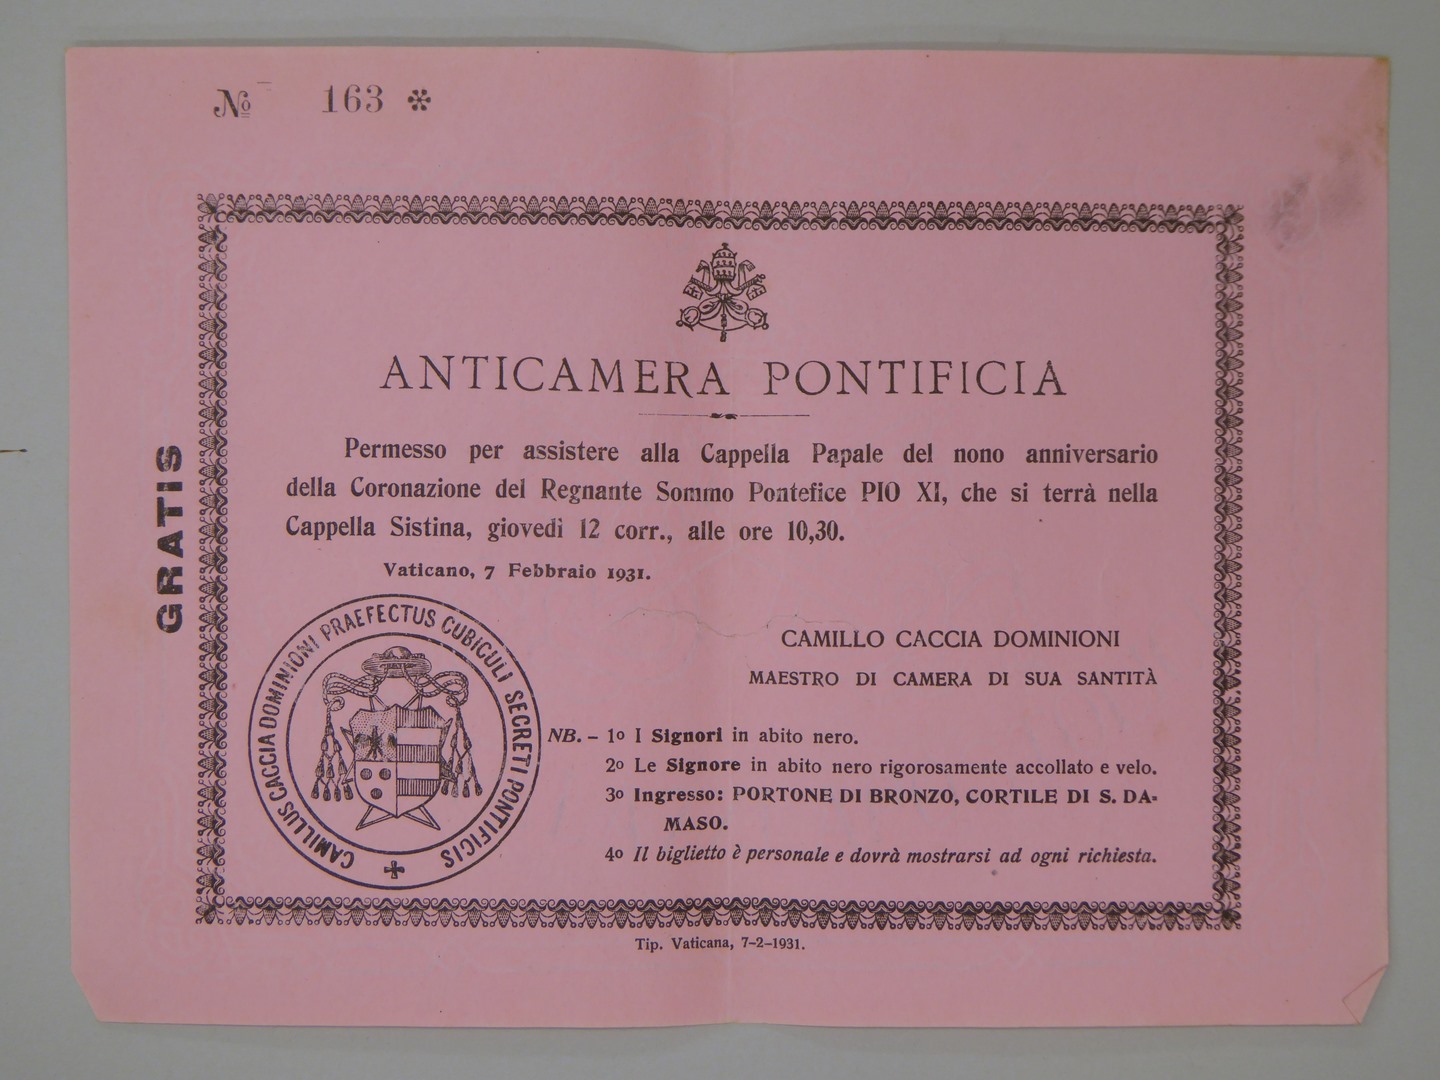 No 163 *
ANTICAMERA PONTIFICIA
Permesso per assistere alla Cappella Papale del nono anniversario
della Coronazione del Regnante Sommo Pontefice PIO XI, che si terrà nella
Cappella Sistina, giovedì 12 corr., alle ore 10,30.
Vaticano, 7 Febbraio 1931.
GRATIS
CAMILLO CACCIA DOMINIONI
MAESTRO DI CAMERA DI SUA SANTITÀ
CAMILLUS CACCIA DOMINIONI PRAEFECTUS CUBICULI SECRETI PONTIFICIS
NB. – 1º I Signori in abito nero.
2º Le Signore in abito nero rigorosamente accollato e velo.
3º Ingresso: PORTONE DI BRONZO, CORTILE DI S. DA-
MASO.
4º Il biglietto è personale e dovrà mostrarsi ad ogni richiesta.
Tip. Vaticana, 7-2-1931.